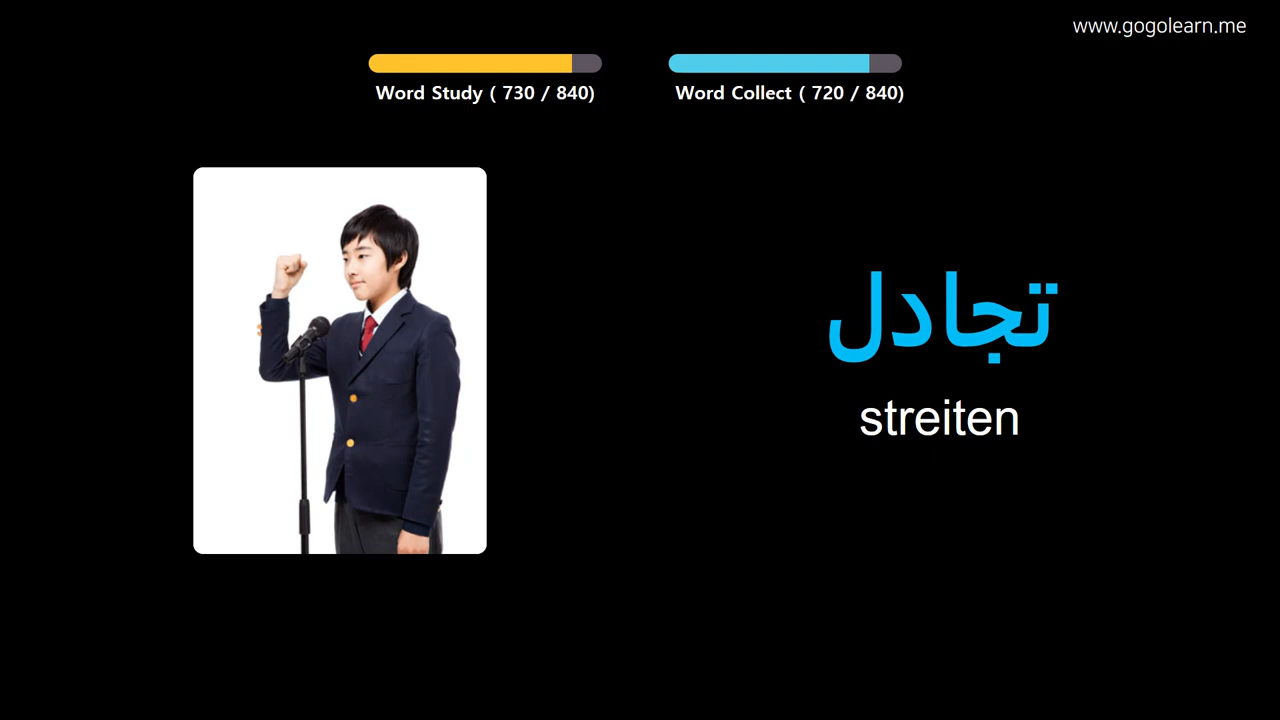 www.gogolearn.me
Word Study ( 730 / 840)
Word Collect ( 720 / 840)
تجادل
streiten